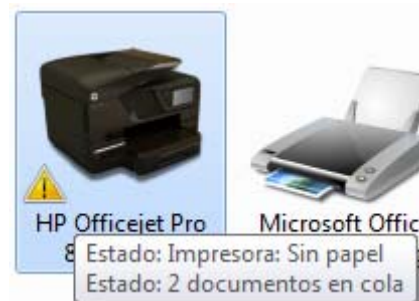 HP Officejet Pro
8
Microsoft Offic
Estado: Impresora: Sin papel
Estado: 2 documentos en cola